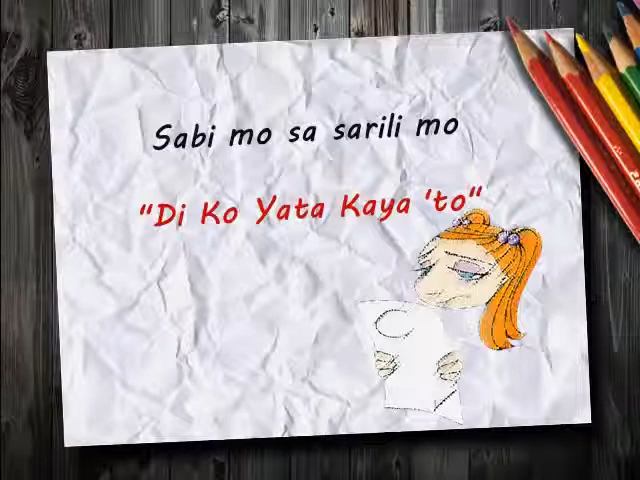 Sabi mo sa sarili mo
"Di Ko Yata Kaya 'to"
C